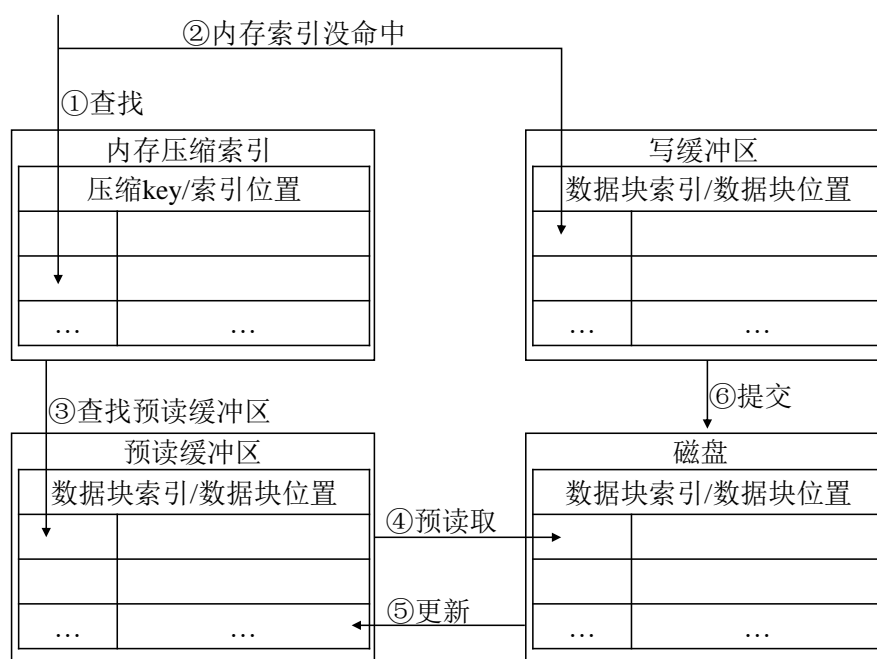 ②内存索引没命中
①查找
内存压缩索引
压缩key/索引位置
… …
写缓冲区
数据块索引/数据块位置
… …
③查找预读缓冲区
⑥提交
预读缓冲区
数据块索引/数据块位置
… …
④预读取
⑤更新
磁盘
数据块索引/数据块位置
… …